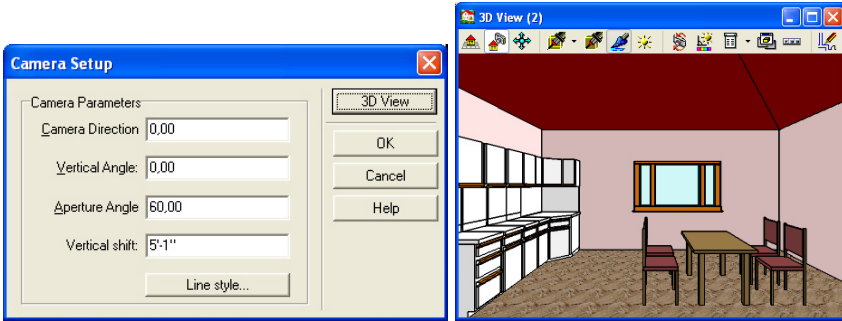 Camera Setup
Camera Parameters
Camera Direction 0,00
Vertical Angle: 0,00
Aperture Angle 60,00
Vertical shift: 5'-1''
Line style...
3D View
OK
Cancel
Help
3D View (2)